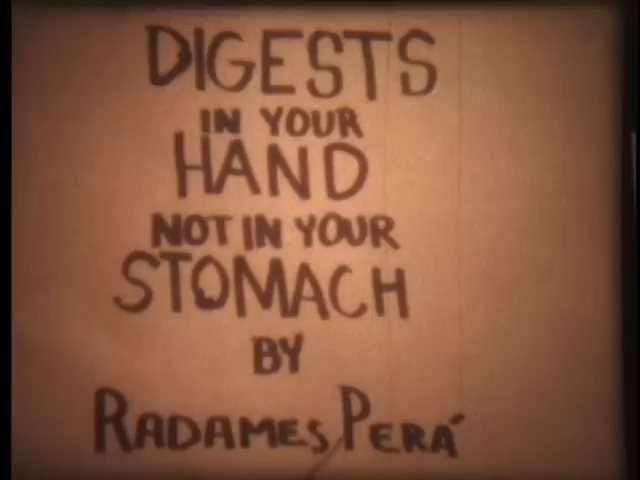 DIGESTS
IN YOUR
HAND
NOT IN YOUR
STOMACH
BY
RADAMES PERÁ